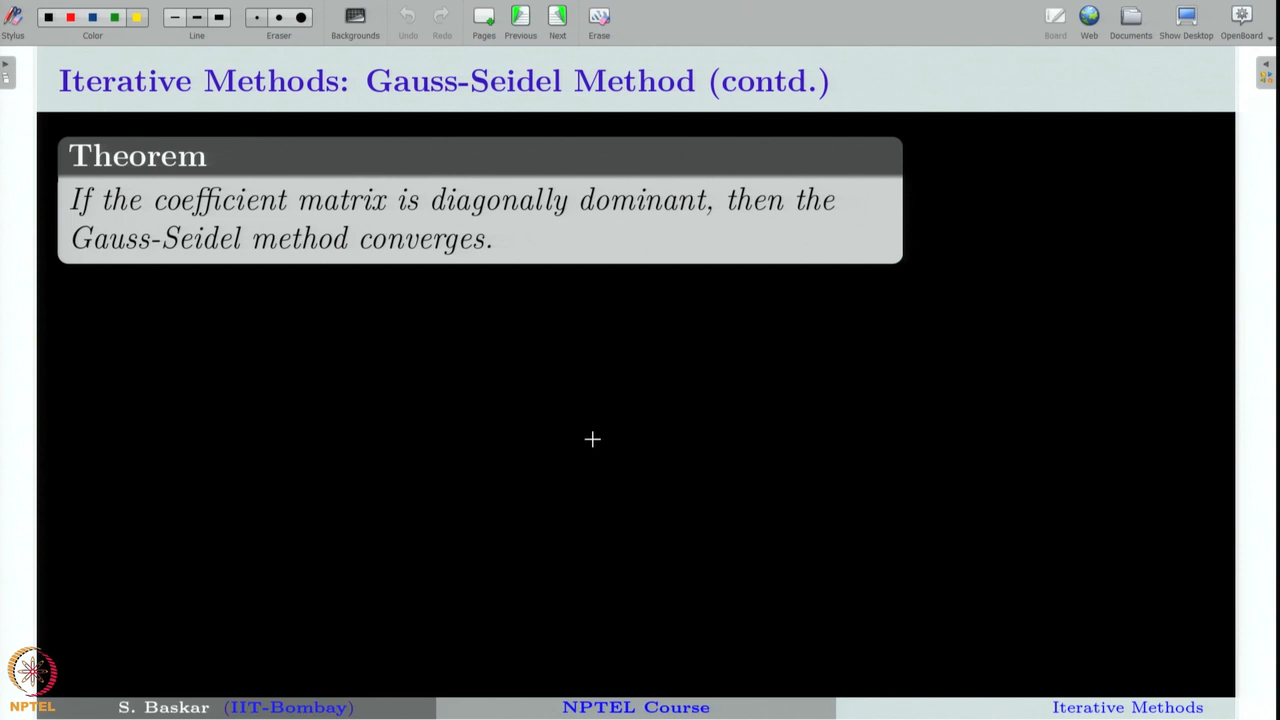 Stylus
Color
Line
Eraser
Backgrounds
Undo
Redo
Pages
Previous
Next
Erase
Board
Web
Documents
Show Desktop
OpenBoard
Iterative Methods: Gauss-Seidel Method (contd.)
Theorem
If the coefficient matrix is diagonally dominant, then the
Gauss-Seidel method converges.
NPTEL
S. Baskar (IIT-Bombay)
NPTEL Course
Iterative Methods